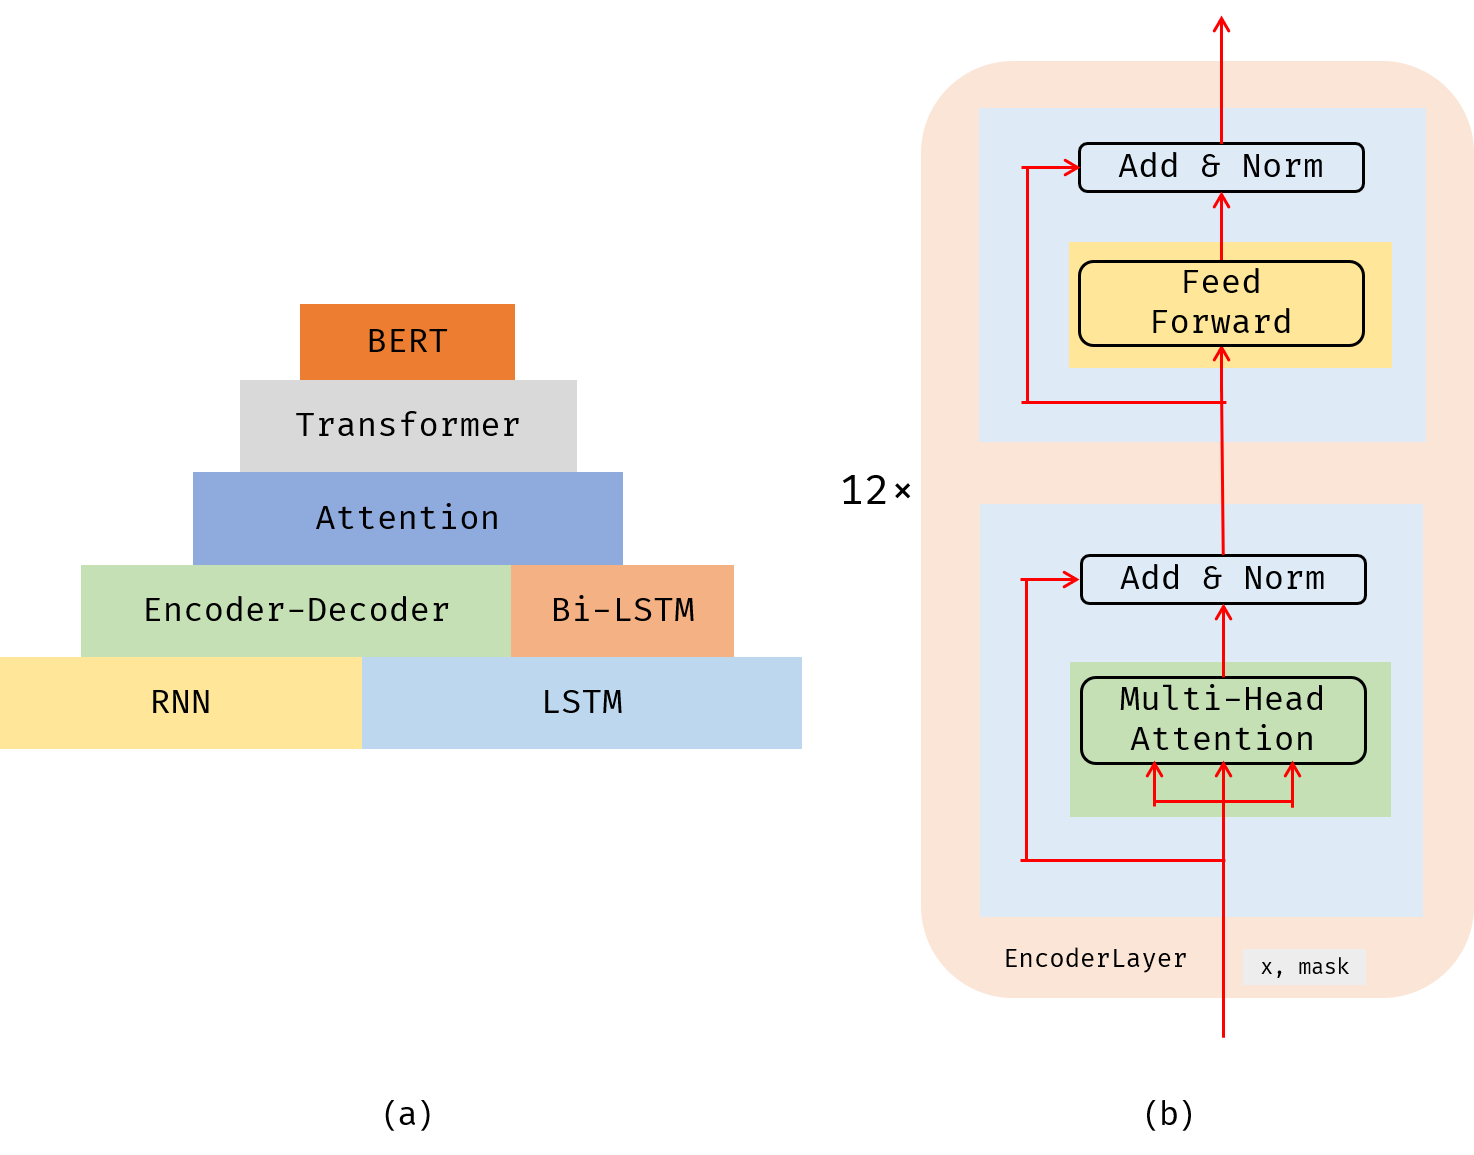 BERT
Transformer
Attention
Encoder-Decoder
Bi-LSTM
RNN
LSTM
(a)
12×
Add & Norm
Feed
Forward
Add & Norm
Multi-Head
Attention
EncoderLayer
x, mask
(b)